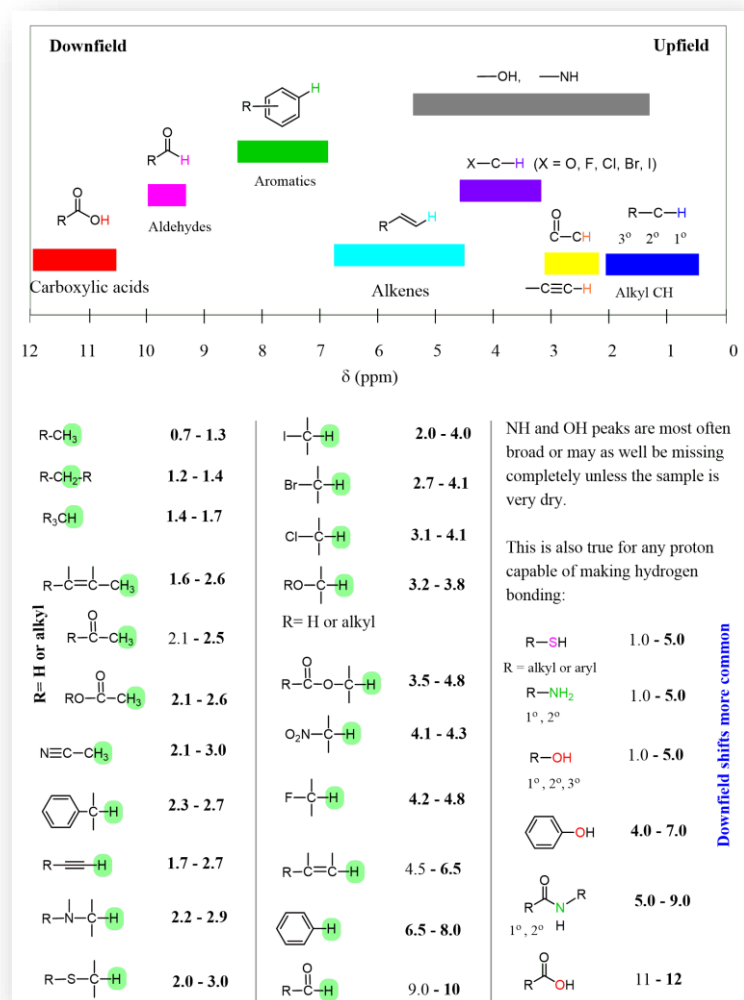 Downfield
Upfield
—OH, —NH
R
H
O
R
H
Aromatics
X—C—H (X = O, F, Cl, Br, I)
Aldehydes
O
R
OH
R
H
O
C—CH
R—C—H
3º 2º 1º
Carboxylic acids
Alkenes
—C≡C—H
Alkyl CH
12 11 10 9 8 7 6 5 4 3 2 1 0
δ (ppm)
R-CH3 0.7 - 1.3
R-CH2-R 1.2 - 1.4
R3CH 1.4 - 1.7
R—C=C—CH3 1.6 - 2.6
R= H or alkyl
O
R—C—CH3 2.1 - 2.5
O
RO—C—CH3 2.1 - 2.6
N≡C—CH3 2.1 - 3.0
C—H 2.3 - 2.7
R—≡—H 1.7 - 2.7
R—N—C—H 2.2 - 2.9
R—S—C—H 2.0 - 3.0
I—C—H 2.0 - 4.0
Br—C—H 2.7 - 4.1
Cl—C—H 3.1 - 4.1
RO—C—H 3.2 - 3.8
R= H or alkyl
O
R—C—O—C—H 3.5 - 4.8
O2N—C—H 4.1 - 4.3
F—C—H 4.2 - 4.8
R—C=C—H 4.5 - 6.5
H 6.5 - 8.0
O
R—C—H 9.0 - 10
NH and OH peaks are most often
broad or may as well be missing
completely unless the sample is
very dry.
This is also true for any proton
capable of making hydrogen
bonding:
R—SH 1.0 - 5.0
R = alkyl or aryl
R—NH2 1.0 - 5.0
1º , 2º
R—OH 1.0 - 5.0
1º, 2º, 3º
OH 4.0 - 7.0
O
R N R 5.0 - 9.0
1º, 2º H
O
R OH 11 - 12
Downfield shifts more common